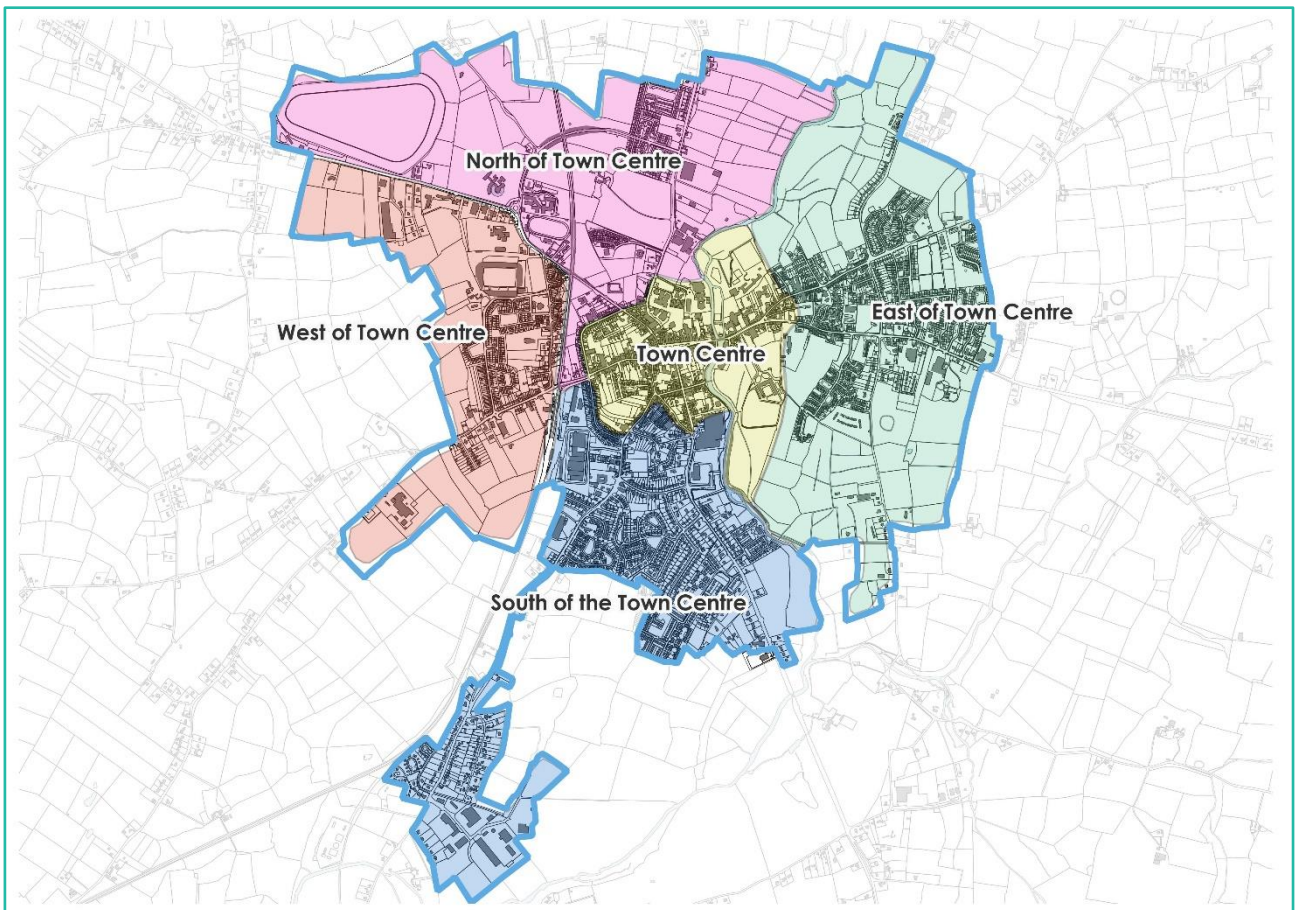 North of Town Centre
East of Town Centre
West of Town Centre
Town Centre
South of the Town Centre